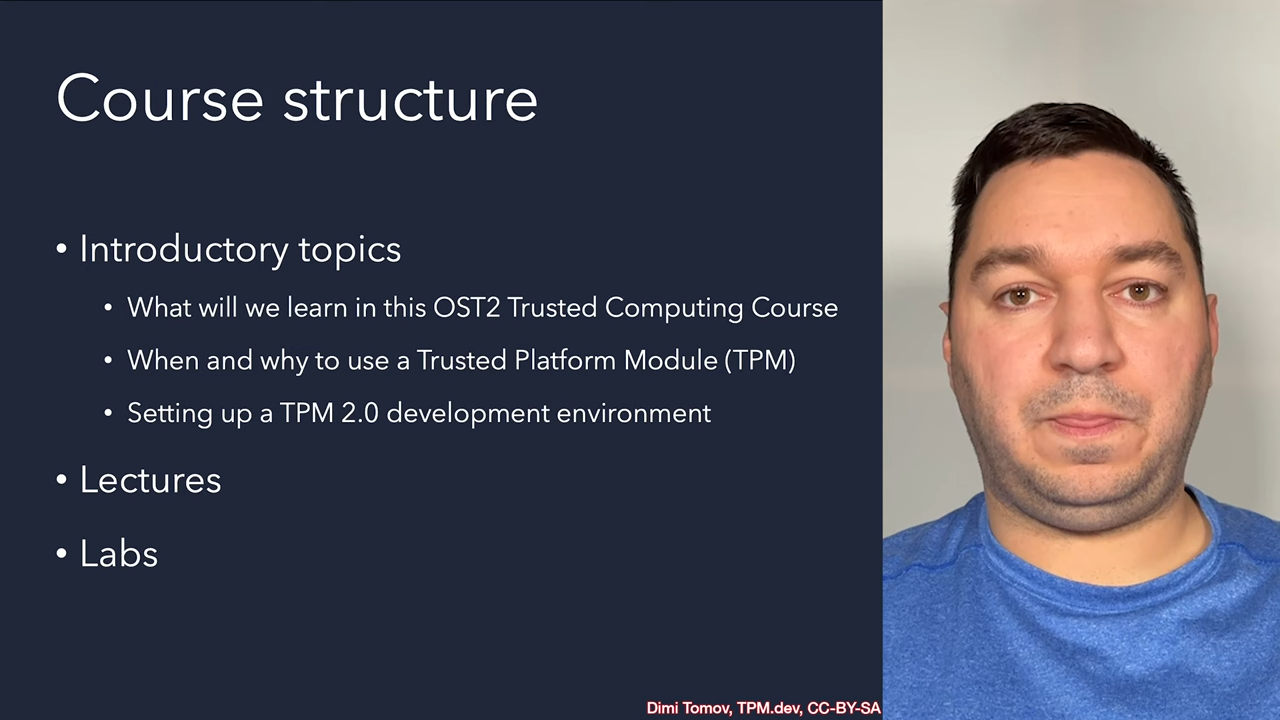 Course structure
• Introductory topics
• What will we learn in this OST2 Trusted Computing Course
• When and why to use a Trusted Platform Module (TPM)
• Setting up a TPM 2.0 development environment
• Lectures
• Labs
Dimi Tomov, TPM.dev, CC-BY-SA